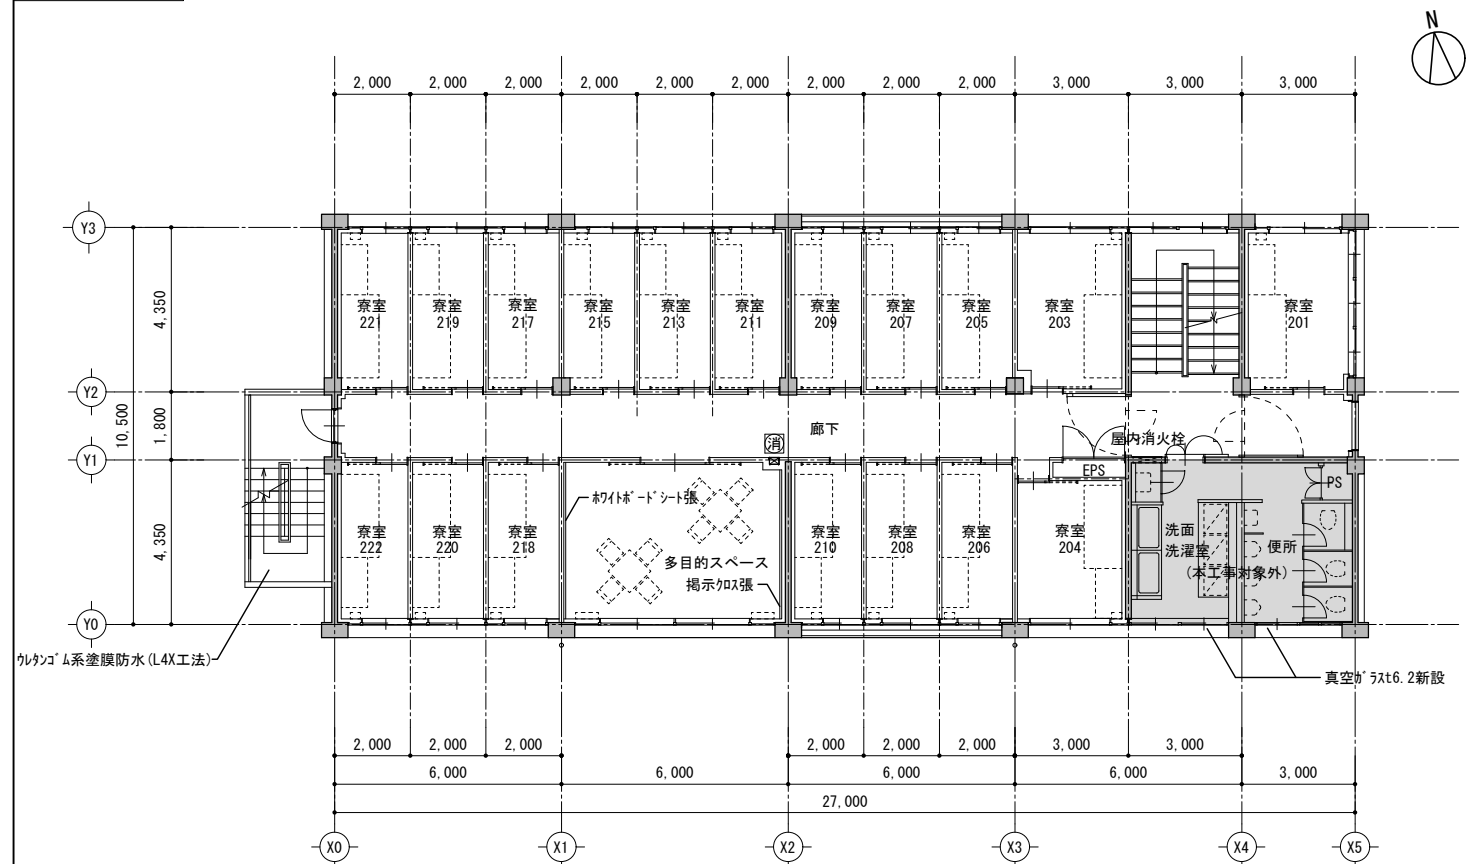 N
2,000 2,000 2,000 2,000 2,000 2,000 2,000 2,000 2,000 3,000 3,000 3,000
Y3
Y2
Y1
Y0
4,350
1,800
4,350
10,500
寮室 寮室 寮室 寮室 寮室 寮室 寮室 寮室 寮室 寮室 寮室
221 219 217 215 213 211 209 207 205 203 201
廊下
消
屋内消火栓
EPS
PS
ホワイトボードシート張
寮室 寮室 寮室 寮室 寮室 寮室 寮室
222 220 218 210 208 206 204
多目的スペース
掲示クロス張
洗面
洗濯室
便所
(本工事対象外)
ウレタンゴム系塗膜防水(L4X工法)
真空ガラスt6.2新設
2,000 2,000 2,000 2,000 2,000 2,000 3,000 3,000
6,000 6,000 6,000 6,000 3,000
27,000
X0 X1 X2 X3 X4 X5